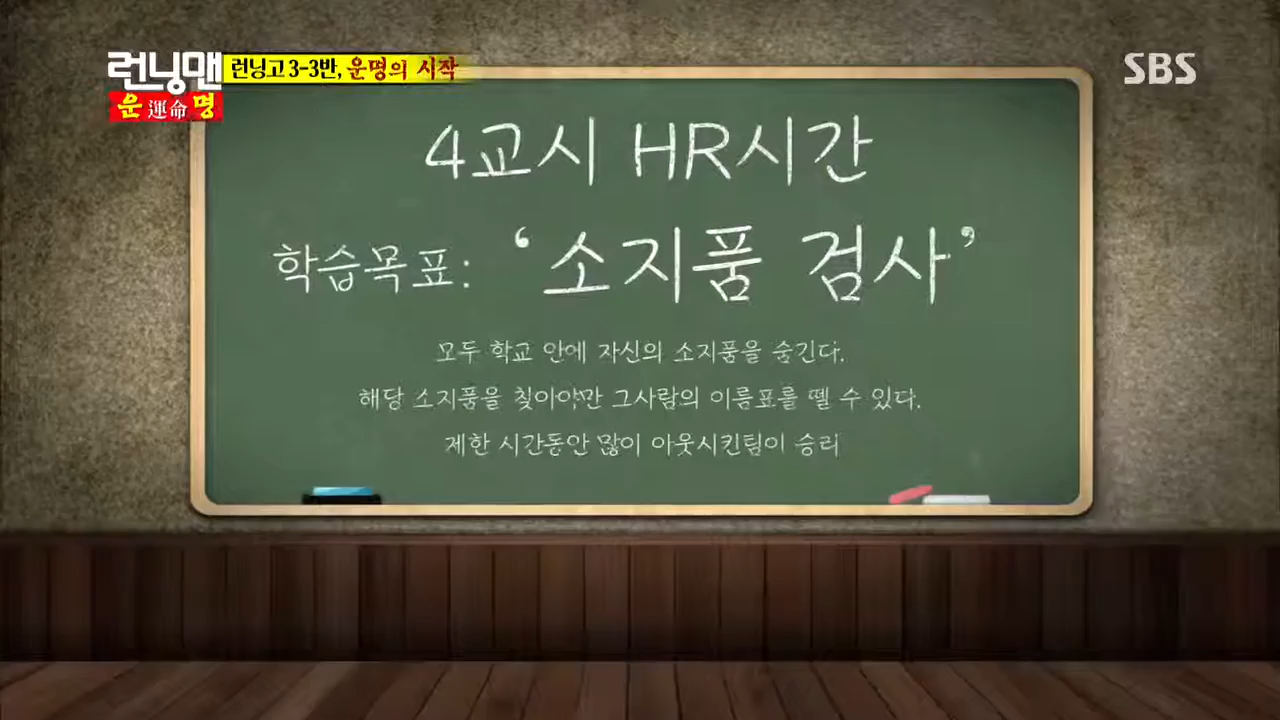 런닝맨 런닝고 3-3반, 운명의 시작
운 運命 명
SBS
4교시 HR시간
학습목표: ‘소지품 검사’
모두 학교 안에 자신의 소지품을 숨긴다.
해당 소지품을 찾아야만 그사람의 이름표를 뗄 수 있다.
제한 시간동안 많이 아웃시킨팀이 승리